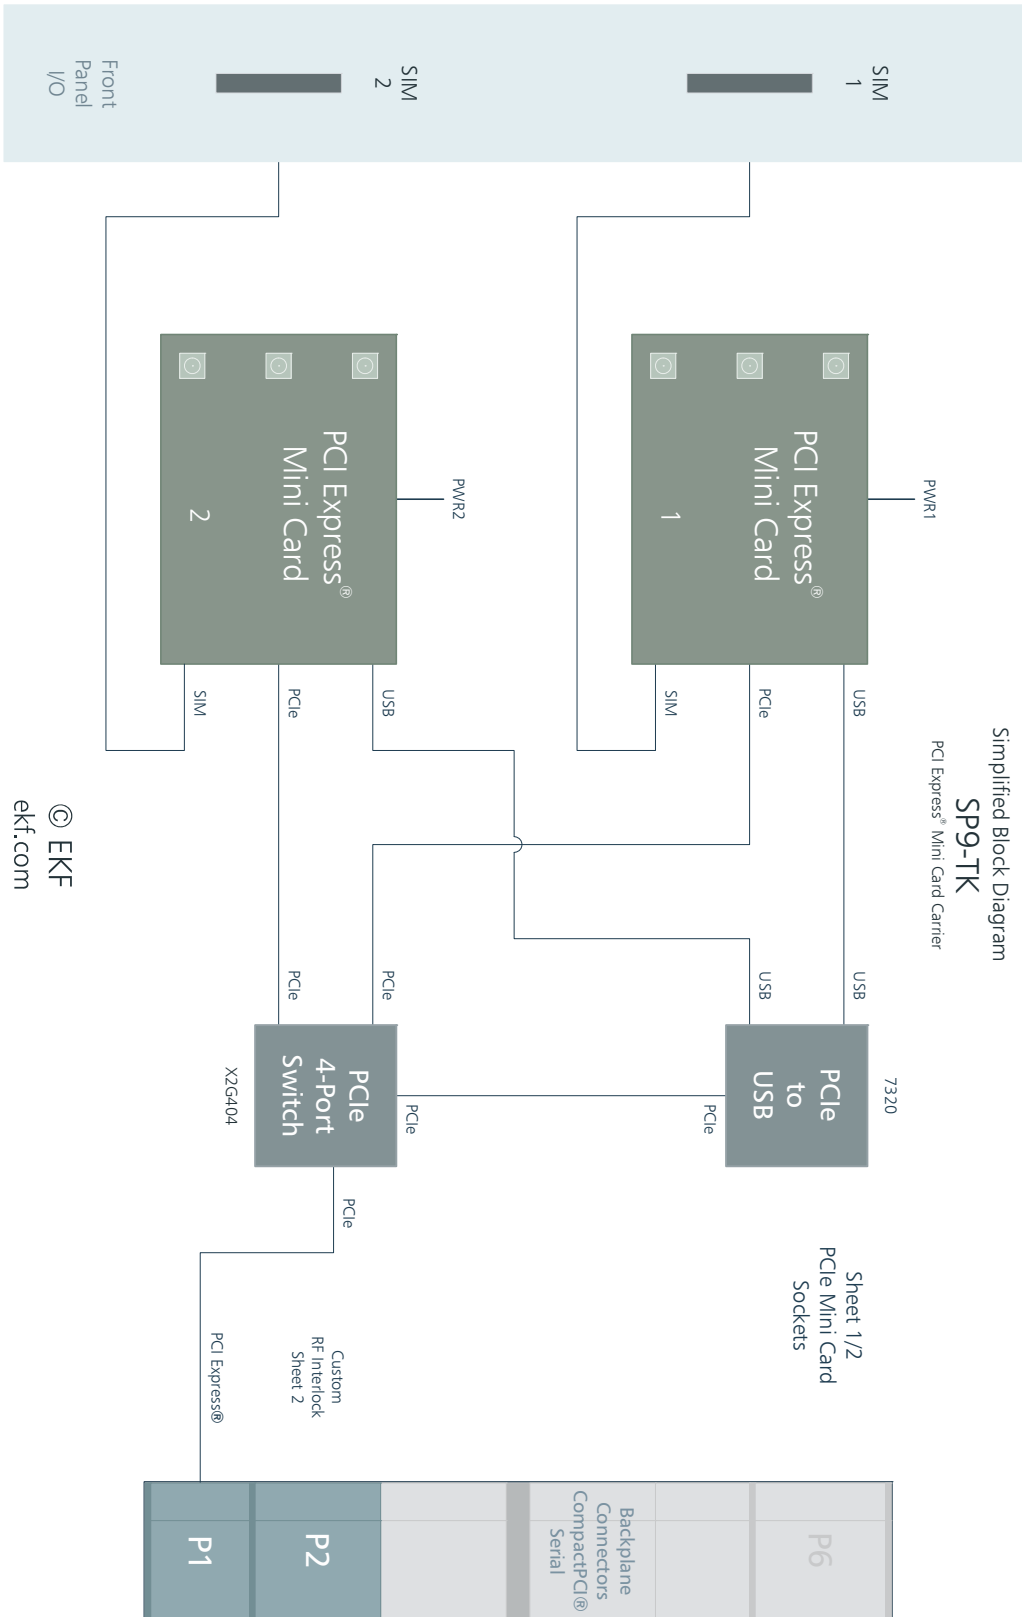 Simplified Block Diagram
SP9-TK
PCI Express® Mini Card Carrier
SIM
1
SIM
2
Front
Panel
I/O
PWR1
PCI Express®
Mini Card
1
PWR2
PCI Express®
Mini Card
2
USB
PCIe
SIM
USB
PCIe
SIM
USB
USB
PCIe
PCIe
7320
PCIe
to
USB
PCIe
PCIe
PCIe
4-Port
Switch
X2G404
PCIe
Sheet 1/2
PCIe Mini Card
Sockets
Custom
RF Interlock
Sheet 2
PCI Express®
P6
Backplane
Connectors
CompactPCI®
Serial
P2
P1
© EKF
ekf.com